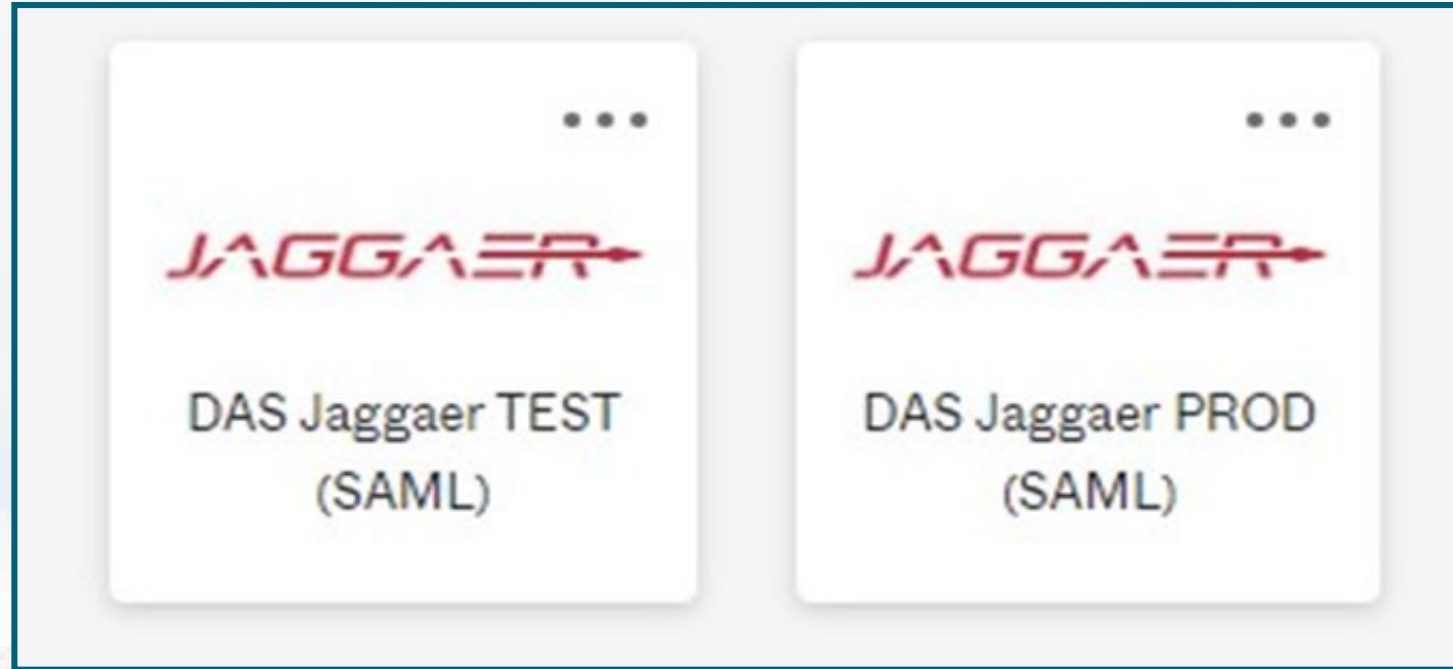 JAGGAER
DAS Jaggaer TEST
(SAML)
JAGGAER
DAS Jaggaer PROD
(SAML)